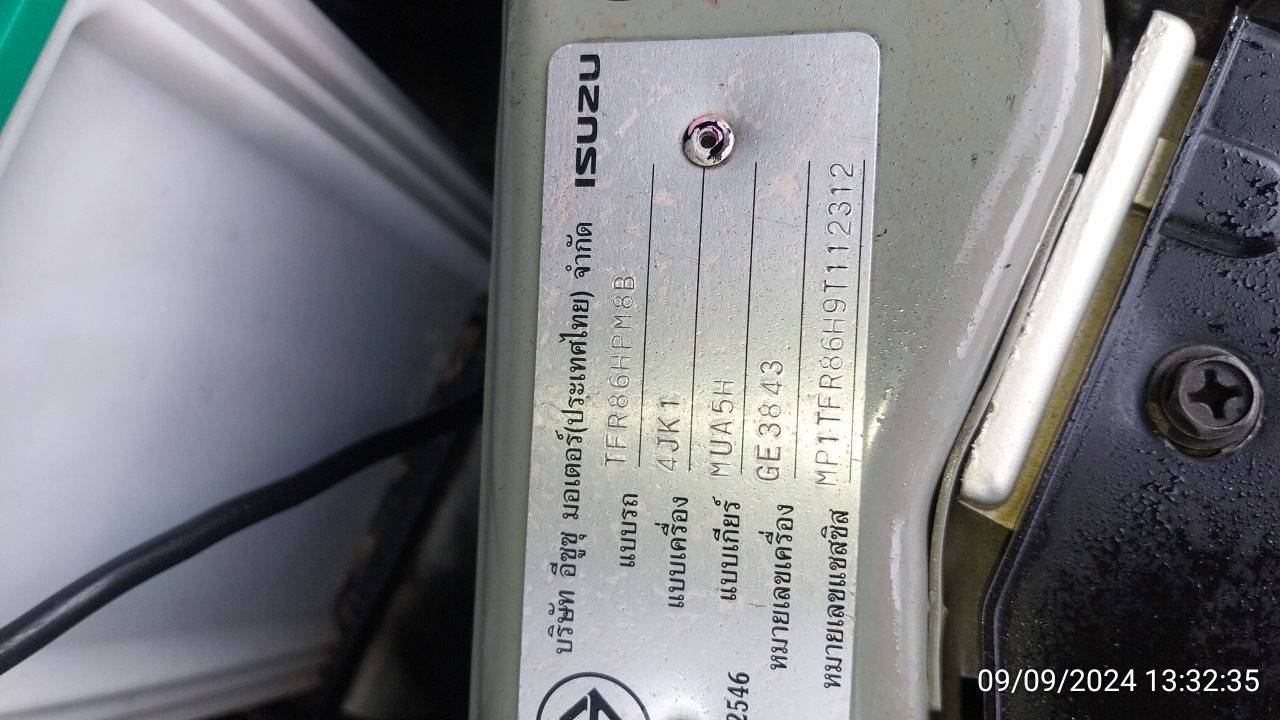 บริษัท อีซูซุ มอเตอร์(ประเทศไทย) จำกัด ISUZU
แบบรถ TFR86HPM8B
แบบเครื่อง 4JK1
แบบเกียร์ MUA5H
หมายเลขเครื่อง GE3843
หมายเลขแชสซิส MP1TFR86H9T112312
2546
09/09/2024 13:32:35